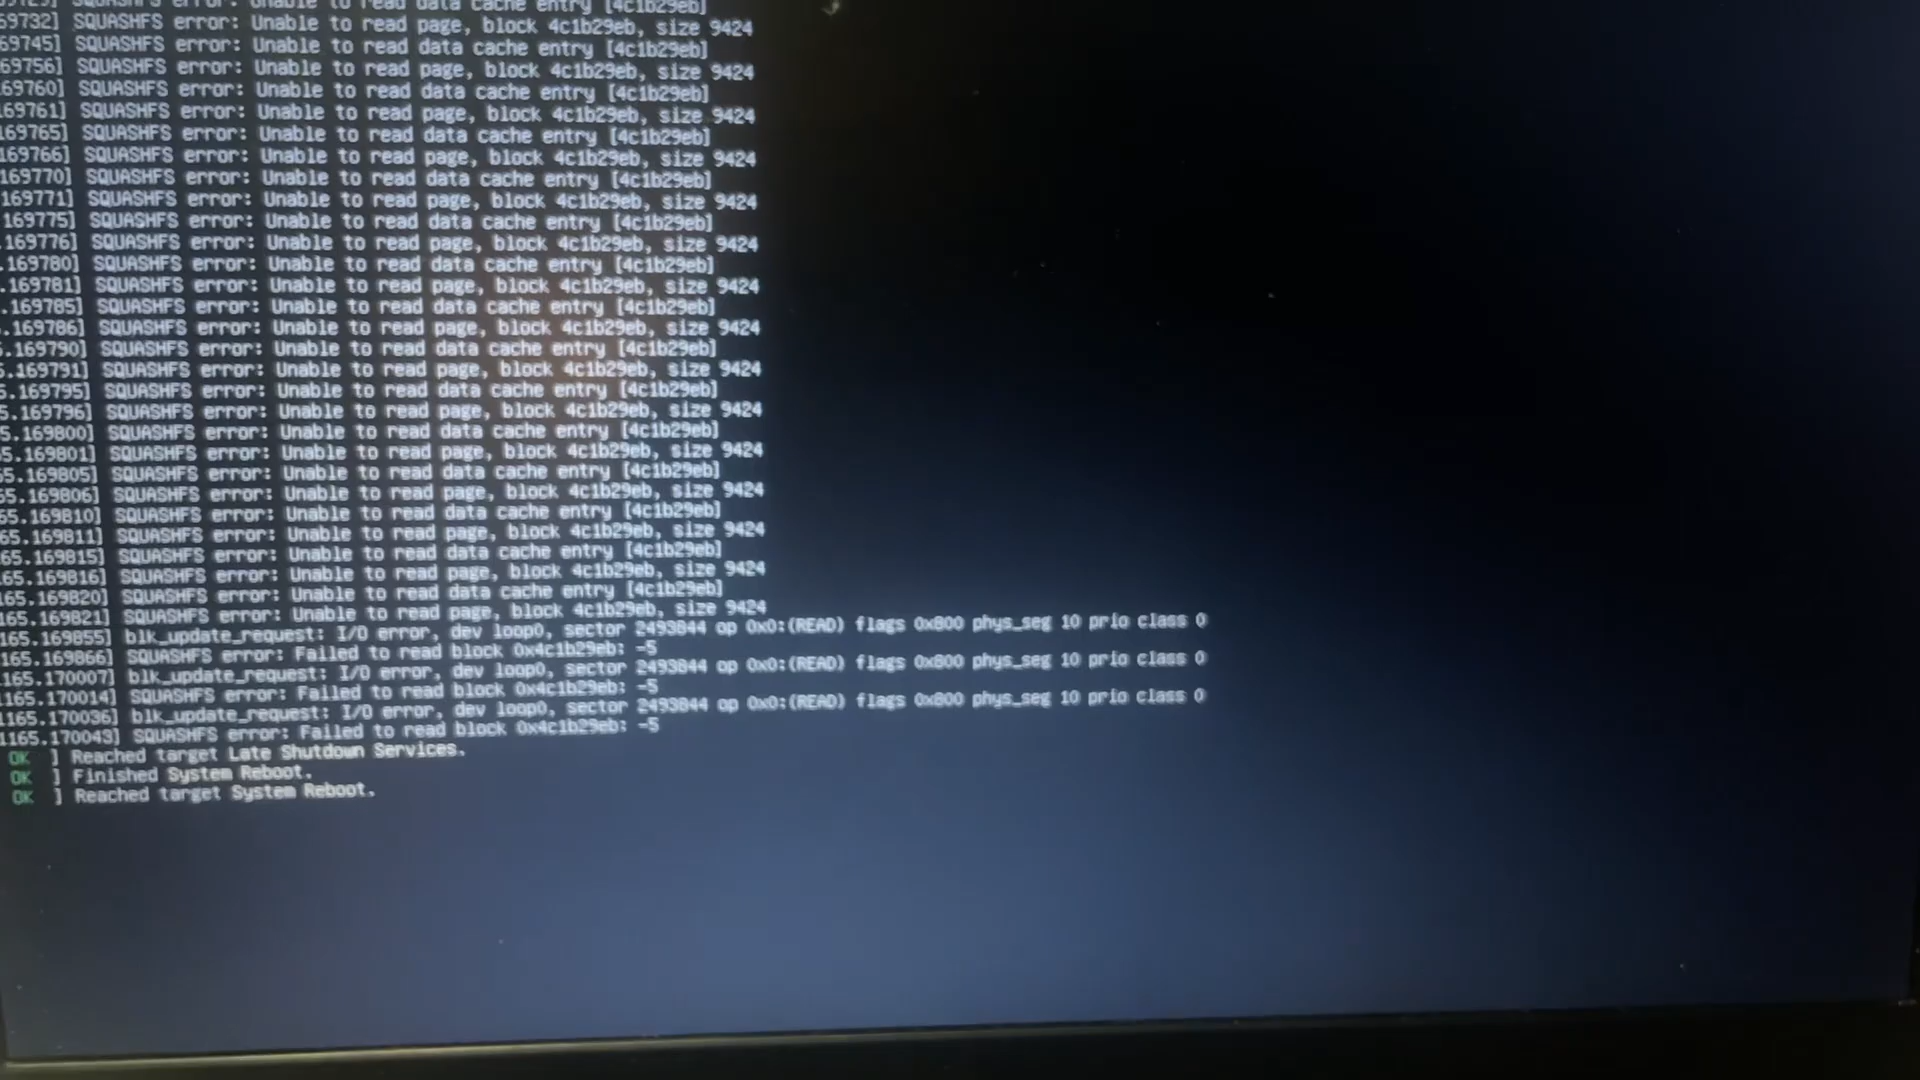 SQUASHFS error: Unable to read data cache entry [4c1b29eb]
69732] SQUASHFS error: Unable to read page, block 4c1b29eb, size 9424
69745] SQUASHFS error: Unable to read data cache entry [4c1b29eb]
69756] SQUASHFS error: Unable to read page, block 4c1b29eb, size 9424
69760] SQUASHFS error: Unable to read data cache entry [4c1b29eb]
69761] SQUASHFS error: Unable to read page, block 4c1b29eb, size 9424
169765] SQUASHFS error: Unable to read data cache entry [4c1b29eb]
169766] SQUASHFS error: Unable to read page, block 4c1b29eb, size 9424
169770] SQUASHFS error: Unable to read data cache entry [4c1b29eb]
169771] SQUASHFS error: Unable to read page, block 4c1b29eb, size 9424
169775] SQUASHFS error: Unable to read data cache entry [4c1b29eb]
.169776] SQUASHFS error: Unable to read page, block 4c1b29eb, size 9424
.169780] SQUASHFS error: Unable to read data cache entry [4c1b29eb]
.169781] SQUASHFS error: Unable to read page, block 4c1b29eb, size 9424
.169785] SQUASHFS error: Unable to read data cache entry [4c1b29eb]
.169786] SQUASHFS error: Unable to read page, block 4c1b29eb, size 9424
5.169790] SQUASHFS error: Unable to read data cache entry [4c1b29eb]
5.169791] SQUASHFS error: Unable to read page, block 4c1b29eb, size 9424
5.169795] SQUASHFS error: Unable to read data cache entry [4c1b29eb]
5.169796] SQUASHFS error: Unable to read page, block 4c1b29eb, size 9424
5.169800] SQUASHFS error: Unable to read data cache entry [4c1b29eb]
65.169801] SQUASHFS error: Unable to read page, block 4c1b29eb, size 9424
65.169805] SQUASHFS error: Unable to read data cache entry [4c1b29eb]
65.169806] SQUASHFS error: Unable to read page, block 4c1b29eb, size 9424
65.169810] SQUASHFS error: Unable to read data cache entry [4c1b29eb]
65.169811] SQUASHFS error: Unable to read page, block 4c1b29eb, size 9424
65.169815] SQUASHFS error: Unable to read data cache entry [4c1b29eb]
65.169816] SQUASHFS error: Unable to read page, block 4c1b29eb, size 9424
165.169820] SQUASHFS error: Unable to read data cache entry [4c1b29eb]
165.169821] SQUASHFS error: Unable to read page, block 4c1b29eb, size 9424
165.169855] blk_update_request: I/O error, dev loop0, sector 2493844 op 0x0:(READ) flags 0x800 phys_seg 10 prio class 0
165.169866] SQUASHFS error: Failed to read block 0x4c1b29eb: -5
165.170007] blk_update_request: I/O error, dev loop0, sector 2493844 op 0x0:(READ) flags 0x800 phys_seg 10 prio class 0
1165.170014] SQUASHFS error: Failed to read block 0x4c1b29eb: -5
1165.170036] blk_update_request: I/O error, dev loop0, sector 2493844 op 0x0:(READ) flags 0x800 phys_seg 10 prio class 0
1165.170043] SQUASHFS error: Failed to read block 0x4c1b29eb: -5
OK ] Reached target Late Shutdown Services.
OK ] Finished System Reboot.
OK ] Reached target System Reboot.